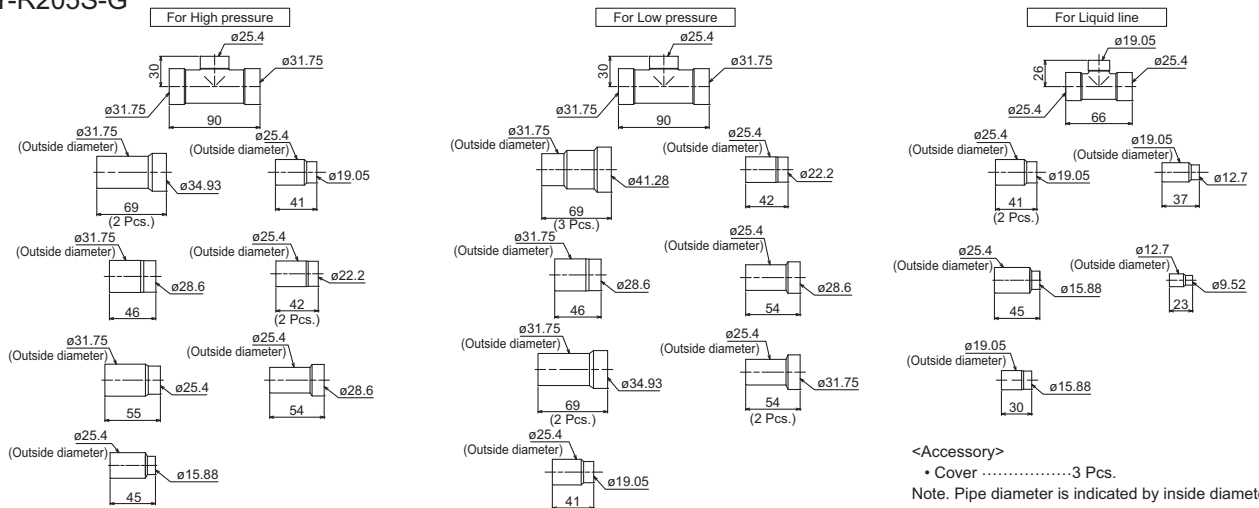 For High pressure
ø25.4
30
ø31.75
ø31.75
90
ø31.75
(Outside diameter)
ø34.93
69
(2 Pcs.)
ø25.4
(Outside diameter)
ø19.05
41
ø31.75
(Outside diameter)
ø28.6
46
ø25.4
(Outside diameter)
ø22.2
42
(2 Pcs.)
ø31.75
(Outside diameter)
ø25.4
55
ø25.4
(Outside diameter)
ø28.6
54
ø25.4
(Outside diameter)
ø15.88
45
For Low pressure
ø25.4
30
ø31.75
ø31.75
90
ø31.75
(Outside diameter)
ø41.28
69
(3 Pcs.)
ø25.4
(Outside diameter)
ø22.2
42
ø31.75
(Outside diameter)
ø28.6
46
ø25.4
(Outside diameter)
ø28.6
54
ø31.75
(Outside diameter)
ø34.93
69
(2 Pcs.)
ø25.4
(Outside diameter)
ø31.75
54
(2 Pcs.)
ø25.4
(Outside diameter)
ø19.05
41
For Liquid line
ø19.05
26
ø25.4
ø25.4
66
ø25.4
(Outside diameter)
ø19.05
41
(2 Pcs.)
ø19.05
(Outside diameter)
ø12.7
37
ø25.4
(Outside diameter)
ø15.88
45
ø12.7
(Outside diameter)
ø9.52
23
ø19.05
(Outside diameter)
ø15.88
30
<Accessory>
• Cover ················3 Pcs.
Note. Pipe diameter is indicated by inside